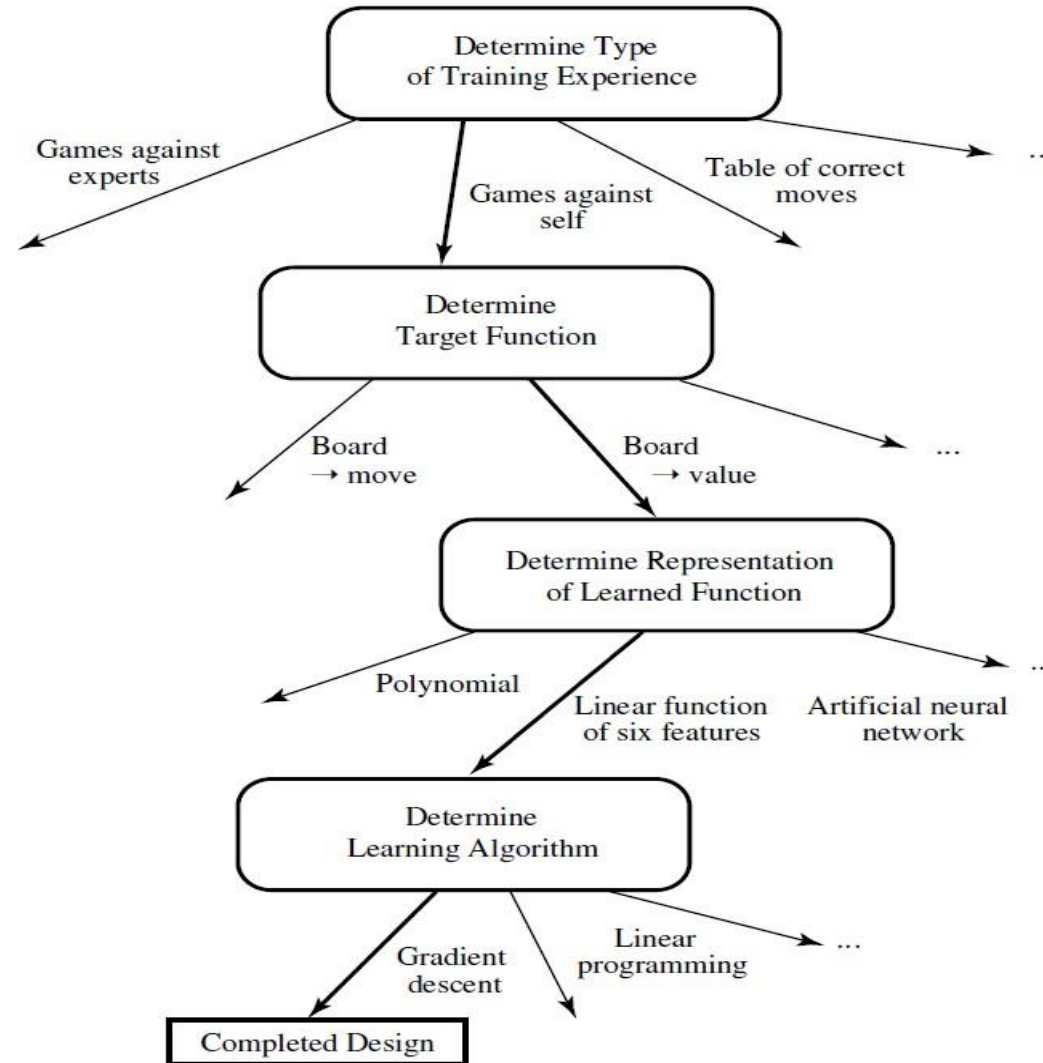 Determine Type
of Training Experience
Games against
experts
Games against
self
Table of correct
moves
...
Determine
Target Function
Board
→ move
Board
→ value
...
Determine Representation
of Learned Function
Polynomial
Linear function
of six features
Artificial neural
network
...
Determine
Learning Algorithm
Gradient
descent
Linear
programming
...
Completed Design